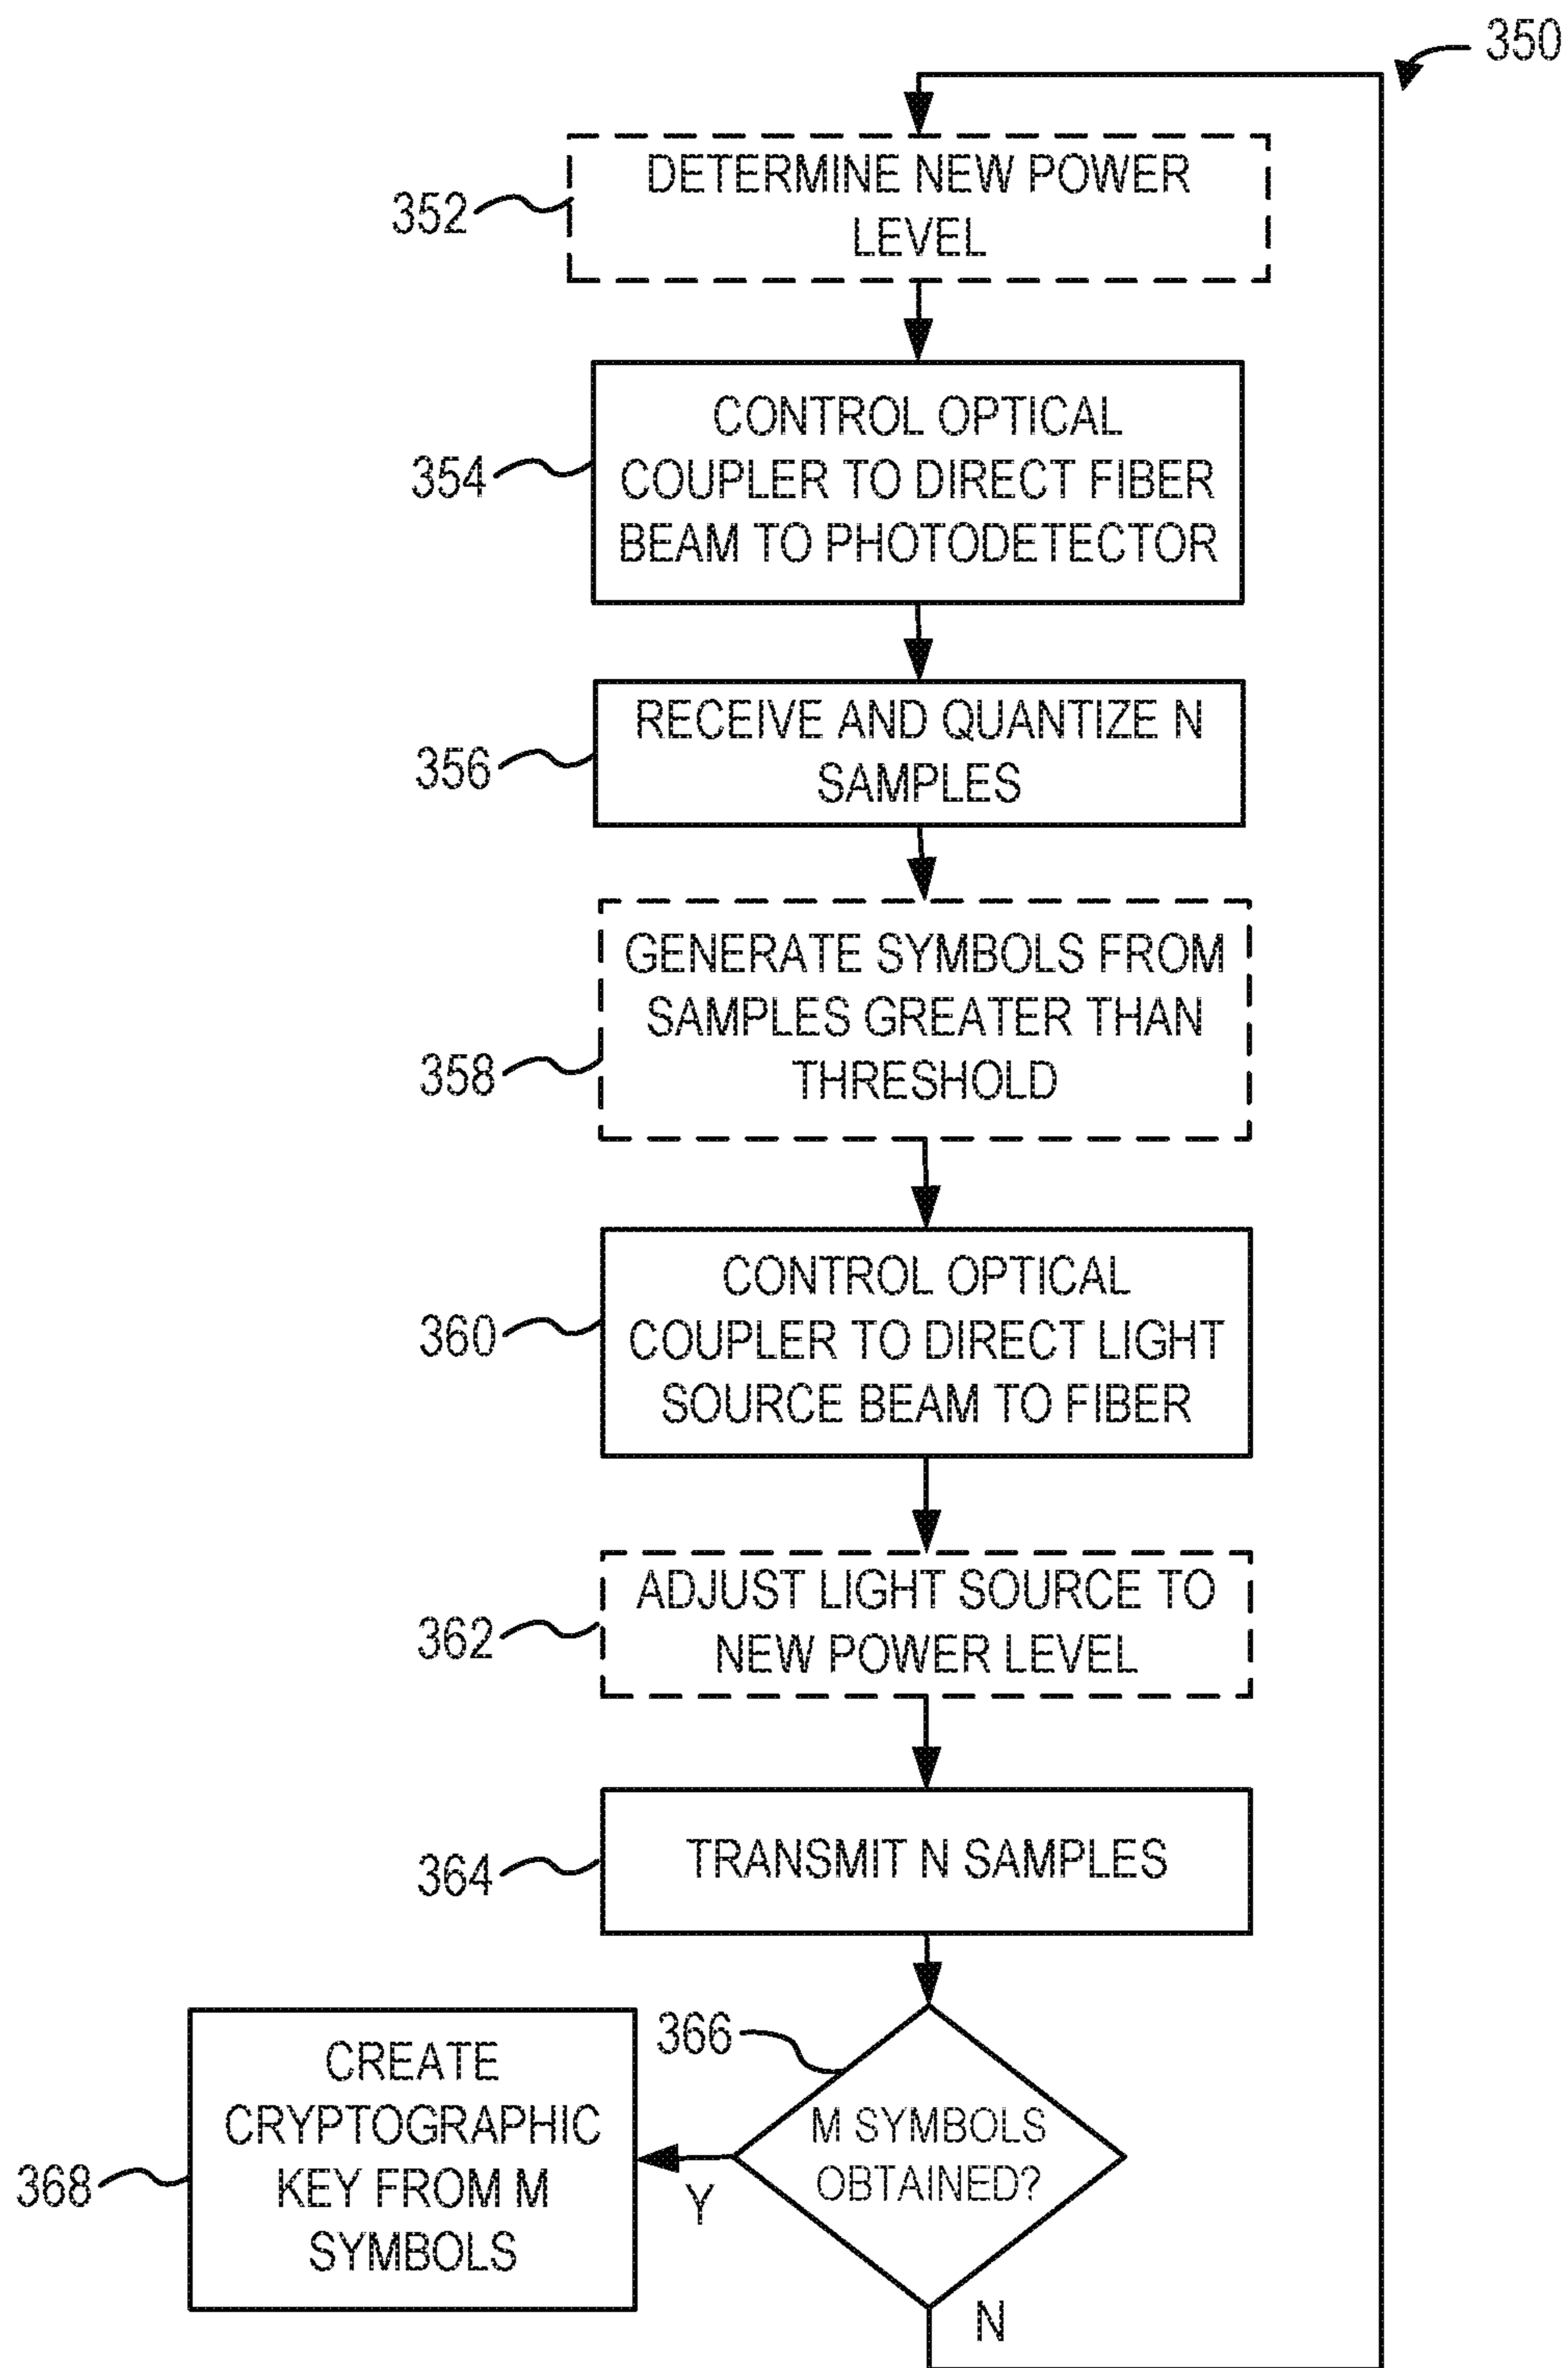 350
352
DETERMINE NEW POWER
LEVEL
354
CONTROL OPTICAL
COUPLER TO DIRECT FIBER
BEAM TO PHOTODETECTOR
356
RECEIVE AND QUANTIZE N
SAMPLES
358
GENERATE SYMBOLS FROM
SAMPLES GREATER THAN
THRESHOLD
360
CONTROL OPTICAL
COUPLER TO DIRECT LIGHT
SOURCE BEAM TO FIBER
362
ADJUST LIGHT SOURCE TO
NEW POWER LEVEL
364
TRANSMIT N SAMPLES
366
M SYMBOLS
OBTAINED?
Y
N
368
CREATE
CRYPTOGRAPHIC
KEY FROM M
SYMBOLS